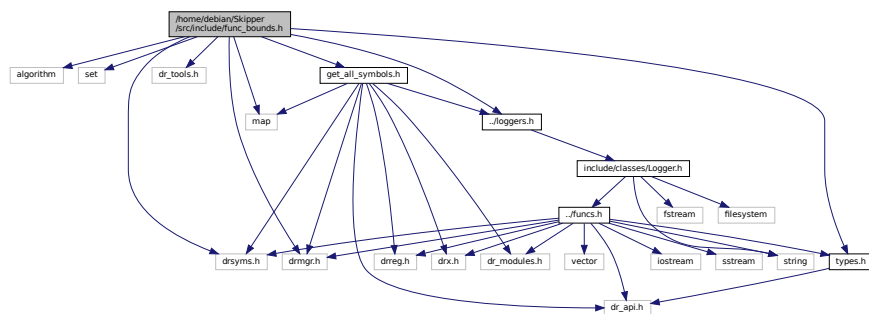 /home/debian/Skipper
/src/include/func_bounds.h
algorithm
set
dr_tools.h
get_all_symbols.h
map
../loggers.h
include/classes/Logger.h
../funcs.h
fstream
filesystem
drsyms.h
drmgr.h
drreg.h
drx.h
dr_modules.h
vector
iostream
sstream
string
types.h
dr_api.h